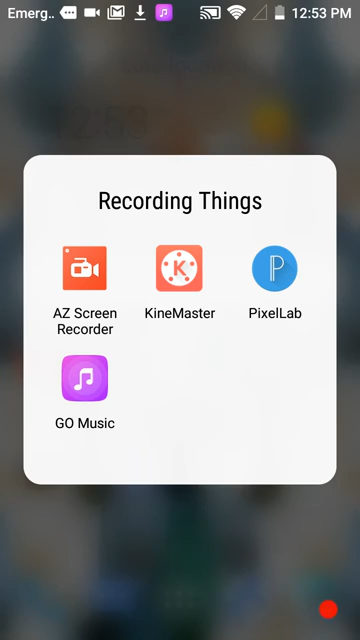 Emerg.. 12:53 PM
Recording Things
AZ Screen Recorder
KineMaster
PixelLab
GO Music